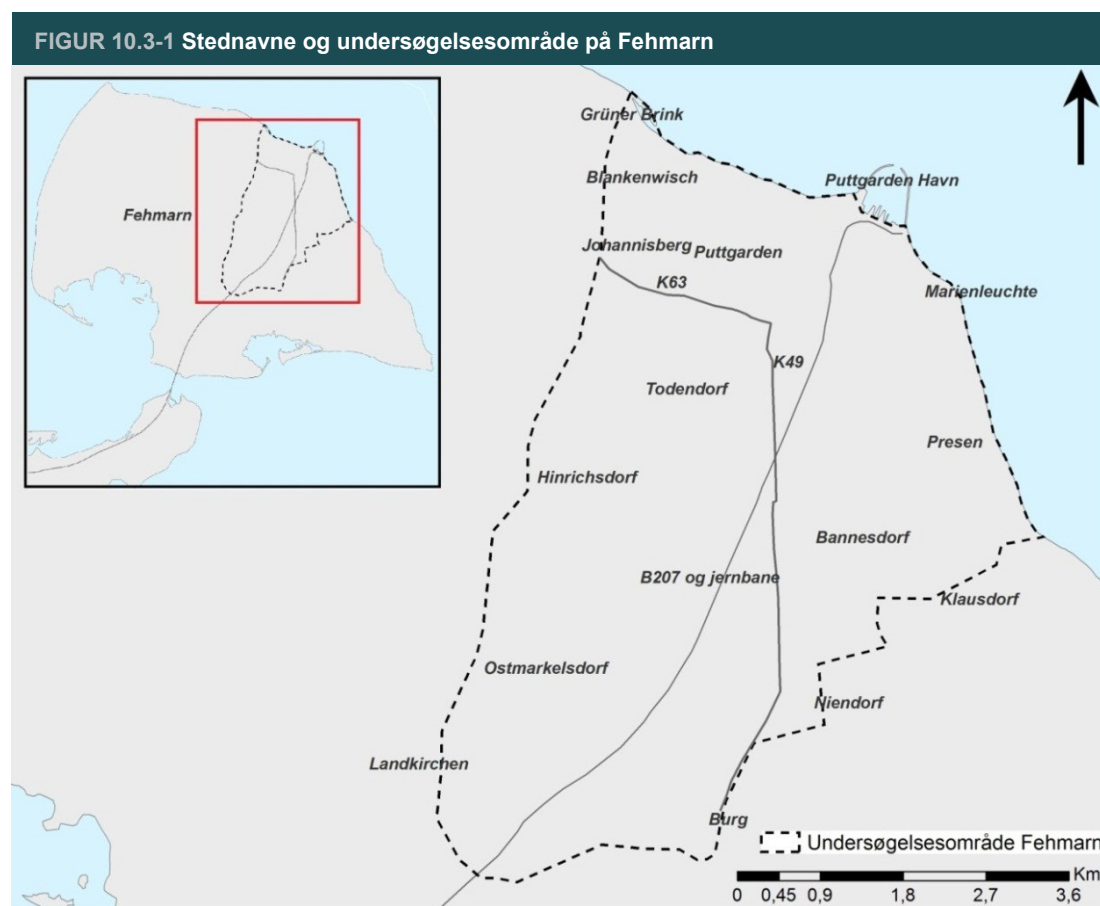 FIGUR 10.3-1 Stednavne og undersøgelsesområde på Fehmarn
Fehmarn
Grüner Brink
Blankenwisch
Puttgarden Havn
Johannisberg
Puttgarden
K63
Marienleuchte
K49
Todendorf
Presen
Hinrichsdorf
Bannesdorf
B207 og jernbane
Klausdorf
Ostmarkelsdorf
Niendorf
Landkirchen
Burg
Undersøgelsesområde Fehmarn
Km
0 0,45 0,9 1,8 2,7 3,6